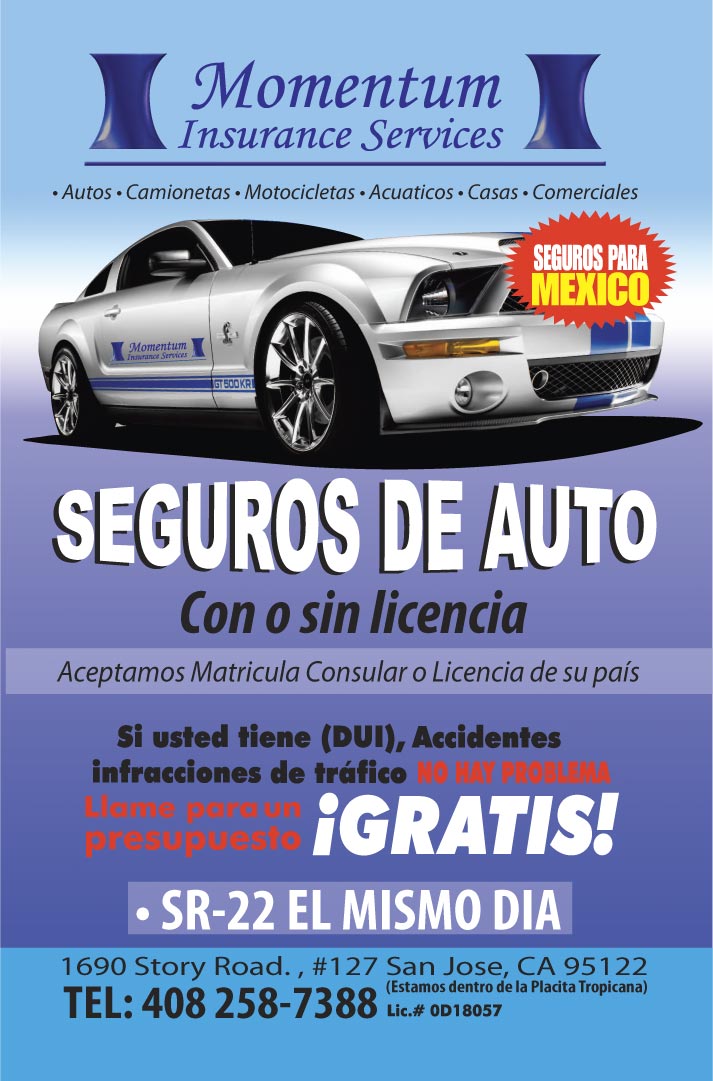 Momentum
Insurance Services
• Autos • Camionetas • Motocicletas • Acuaticos • Casas • Comerciales
SEGUROS PARA
MEXICO
Momentum
Insurance Services
GT 500KR
SEGUROS DE AUTO
Con o sin licencia
Aceptamos Matricula Consular o Licencia de su país
Si usted tiene (DUI), Accidentes
infracciones de tráfico NO HAY PROBLEMA
Llame para un
presupuesto ¡GRATIS!
• SR-22 EL MISMO DIA
1690 Story Road. , #127 San Jose, CA 95122
(Estamos dentro de la Placita Tropicana)
TEL: 408 258-7388 Lic.# 0D18057